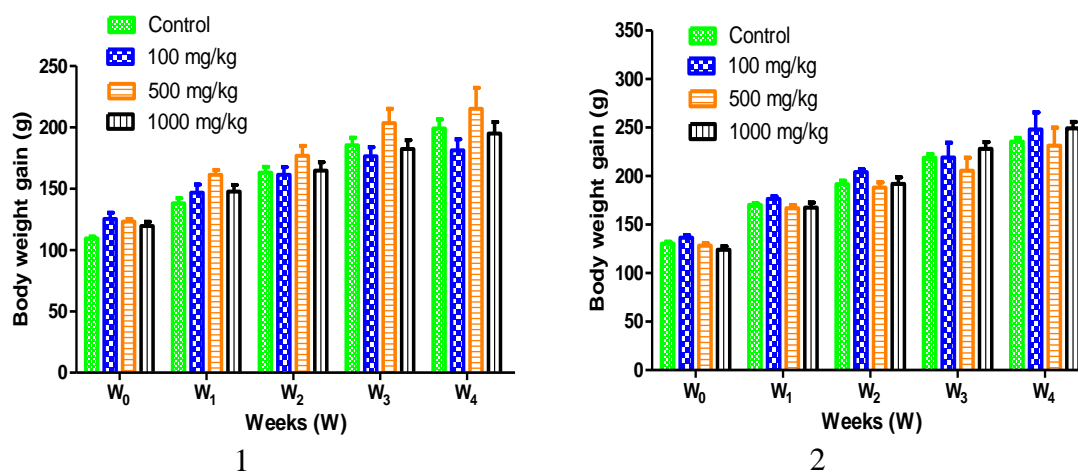 Control
100 mg/kg
500 mg/kg
1000 mg/kg
Body weight gain (g)
250
200
150
100
50
0
W0 W1 W2 W3 W4
Weeks (W)
1
Control
100 mg/kg
500 mg/kg
1000 mg/kg
Body weight gain (g)
350
300
250
200
150
100
50
0
W0 W1 W2 W3 W4
Weeks (W)
2